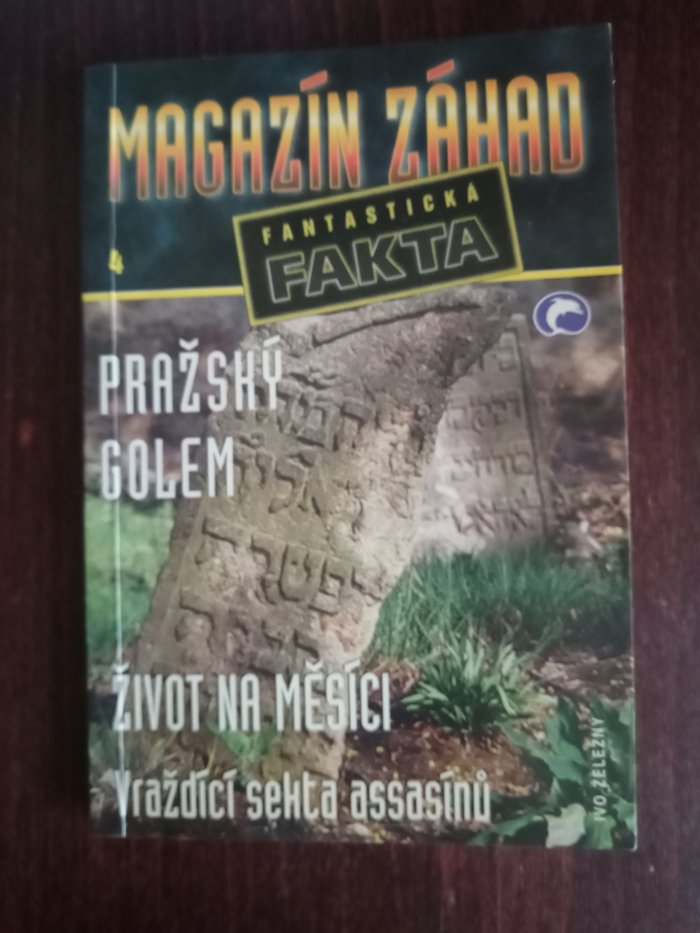 MAGAZÍN ZÁHAD
FANTASTICKÁ
FAKTA
4
PRAŽSKÝ
GOLEM
ŽIVOT NA MĚSÍCI
Vraždící sekta assasínů
IVO ŽELEZNÝ